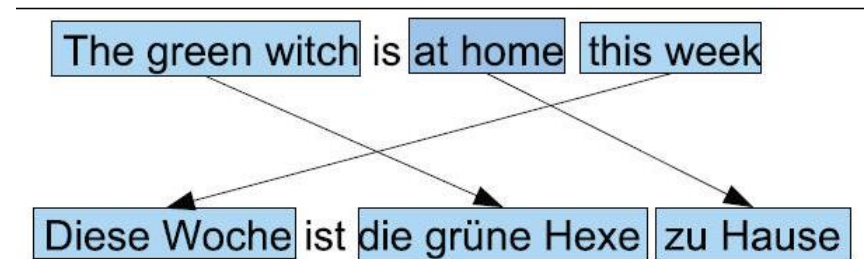 The green witch is at home this week
Diese Woche ist die grüne Hexe zu Hause